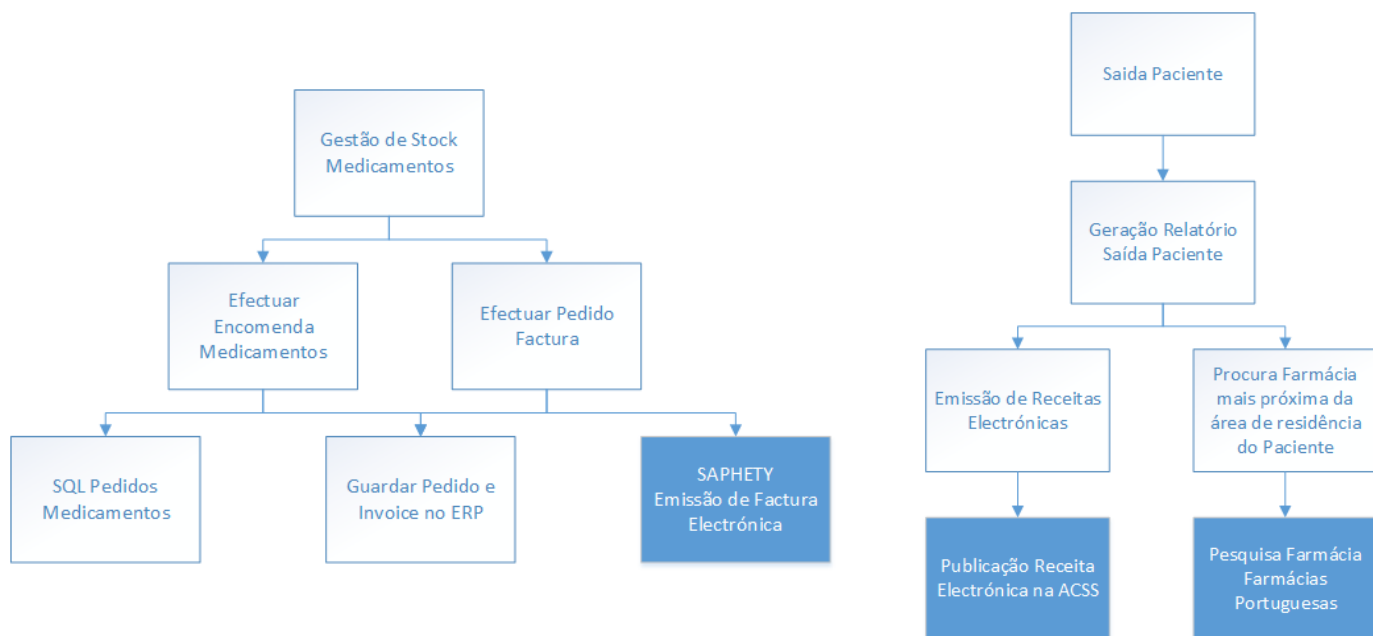 Gestão de Stock
Medicamentos
Efectuar
Encomenda
Medicamentos
Efectuar Pedido
Factura
SQL Pedidos
Medicamentos
Guardar Pedido e
Invoice no ERP
SAPHETY
Emissão de Factura
Electrónica
Saida Paciente
Geração Relatório
Saída Paciente
Emissão de Receitas
Electrónicas
Procura Farmácia
mais próxima da
área de residência
do Paciente
Publicação Receita
Electrónica na ACSS
Pesquisa Farmácia
Farmácias
Portuguesas